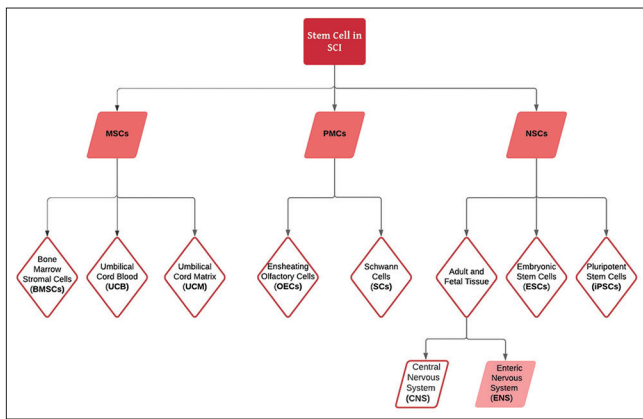 Stem Cell in
SCI
MSCs
PMCs
NSCs
Bone
Marrow
Stromal Cells
(BMSCs)
Umbilical
Cord Blood
(UCB)
Umbilical
Cord Matrix
(UCM)
Ensheating
Olfactory Cells
(OECs)
Schwann
Cells
(SCs)
Adult and
Fetal Tissue
Embryonic
Stem Cells
(ESCs)
Pluripotent
Stem Cells
(iPSCs)
Central
Nervous
System
(CNS)
Enteric
Nervous
System
(ENS)